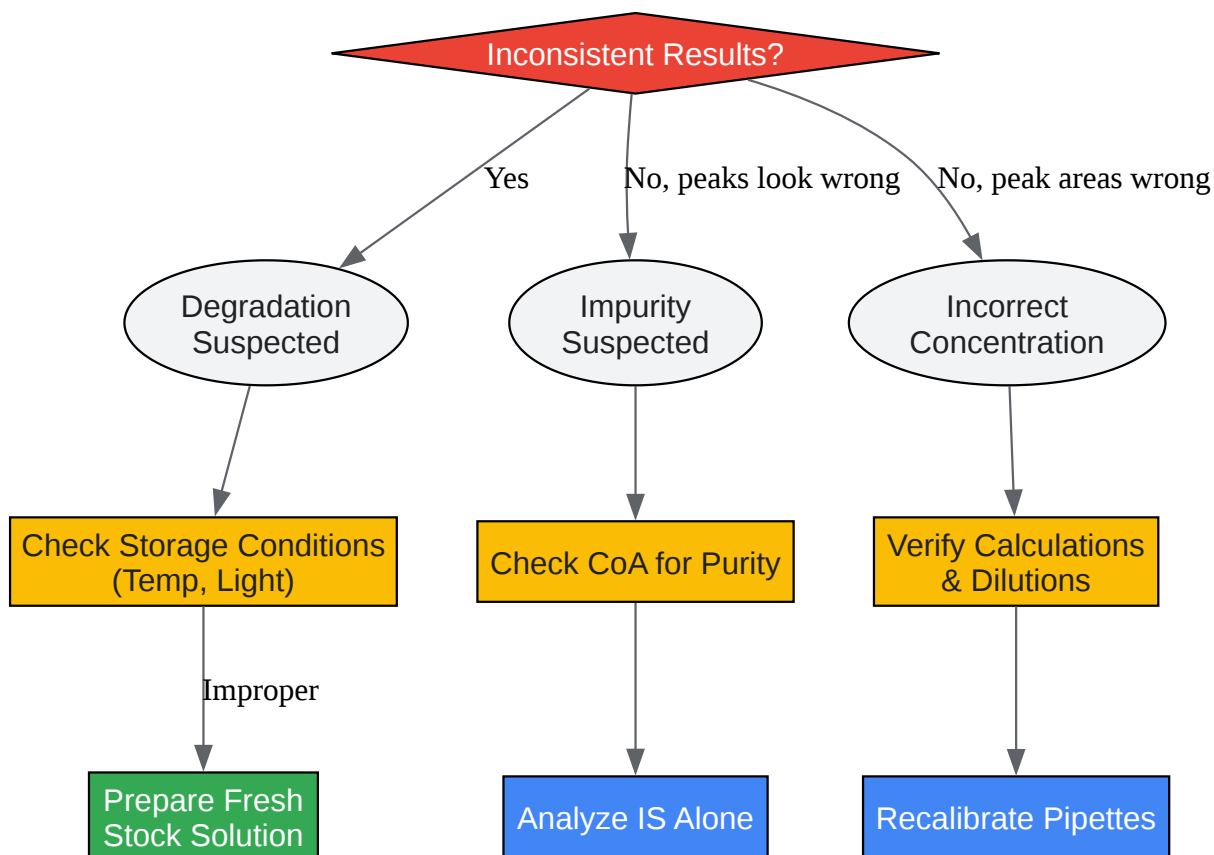 Inconsistent Results?
Yes
No, peaks look wrong
No, peak areas wrong
Degradation
Suspected
Impurity
Suspected
Incorrect
Concentration
Check Storage Conditions
(Temp, Light)
Check CoA for Purity
Verify Calculations
& Dilutions
Improper
Prepare Fresh
Stock Solution
Analyze IS Alone
Recalibrate Pipettes